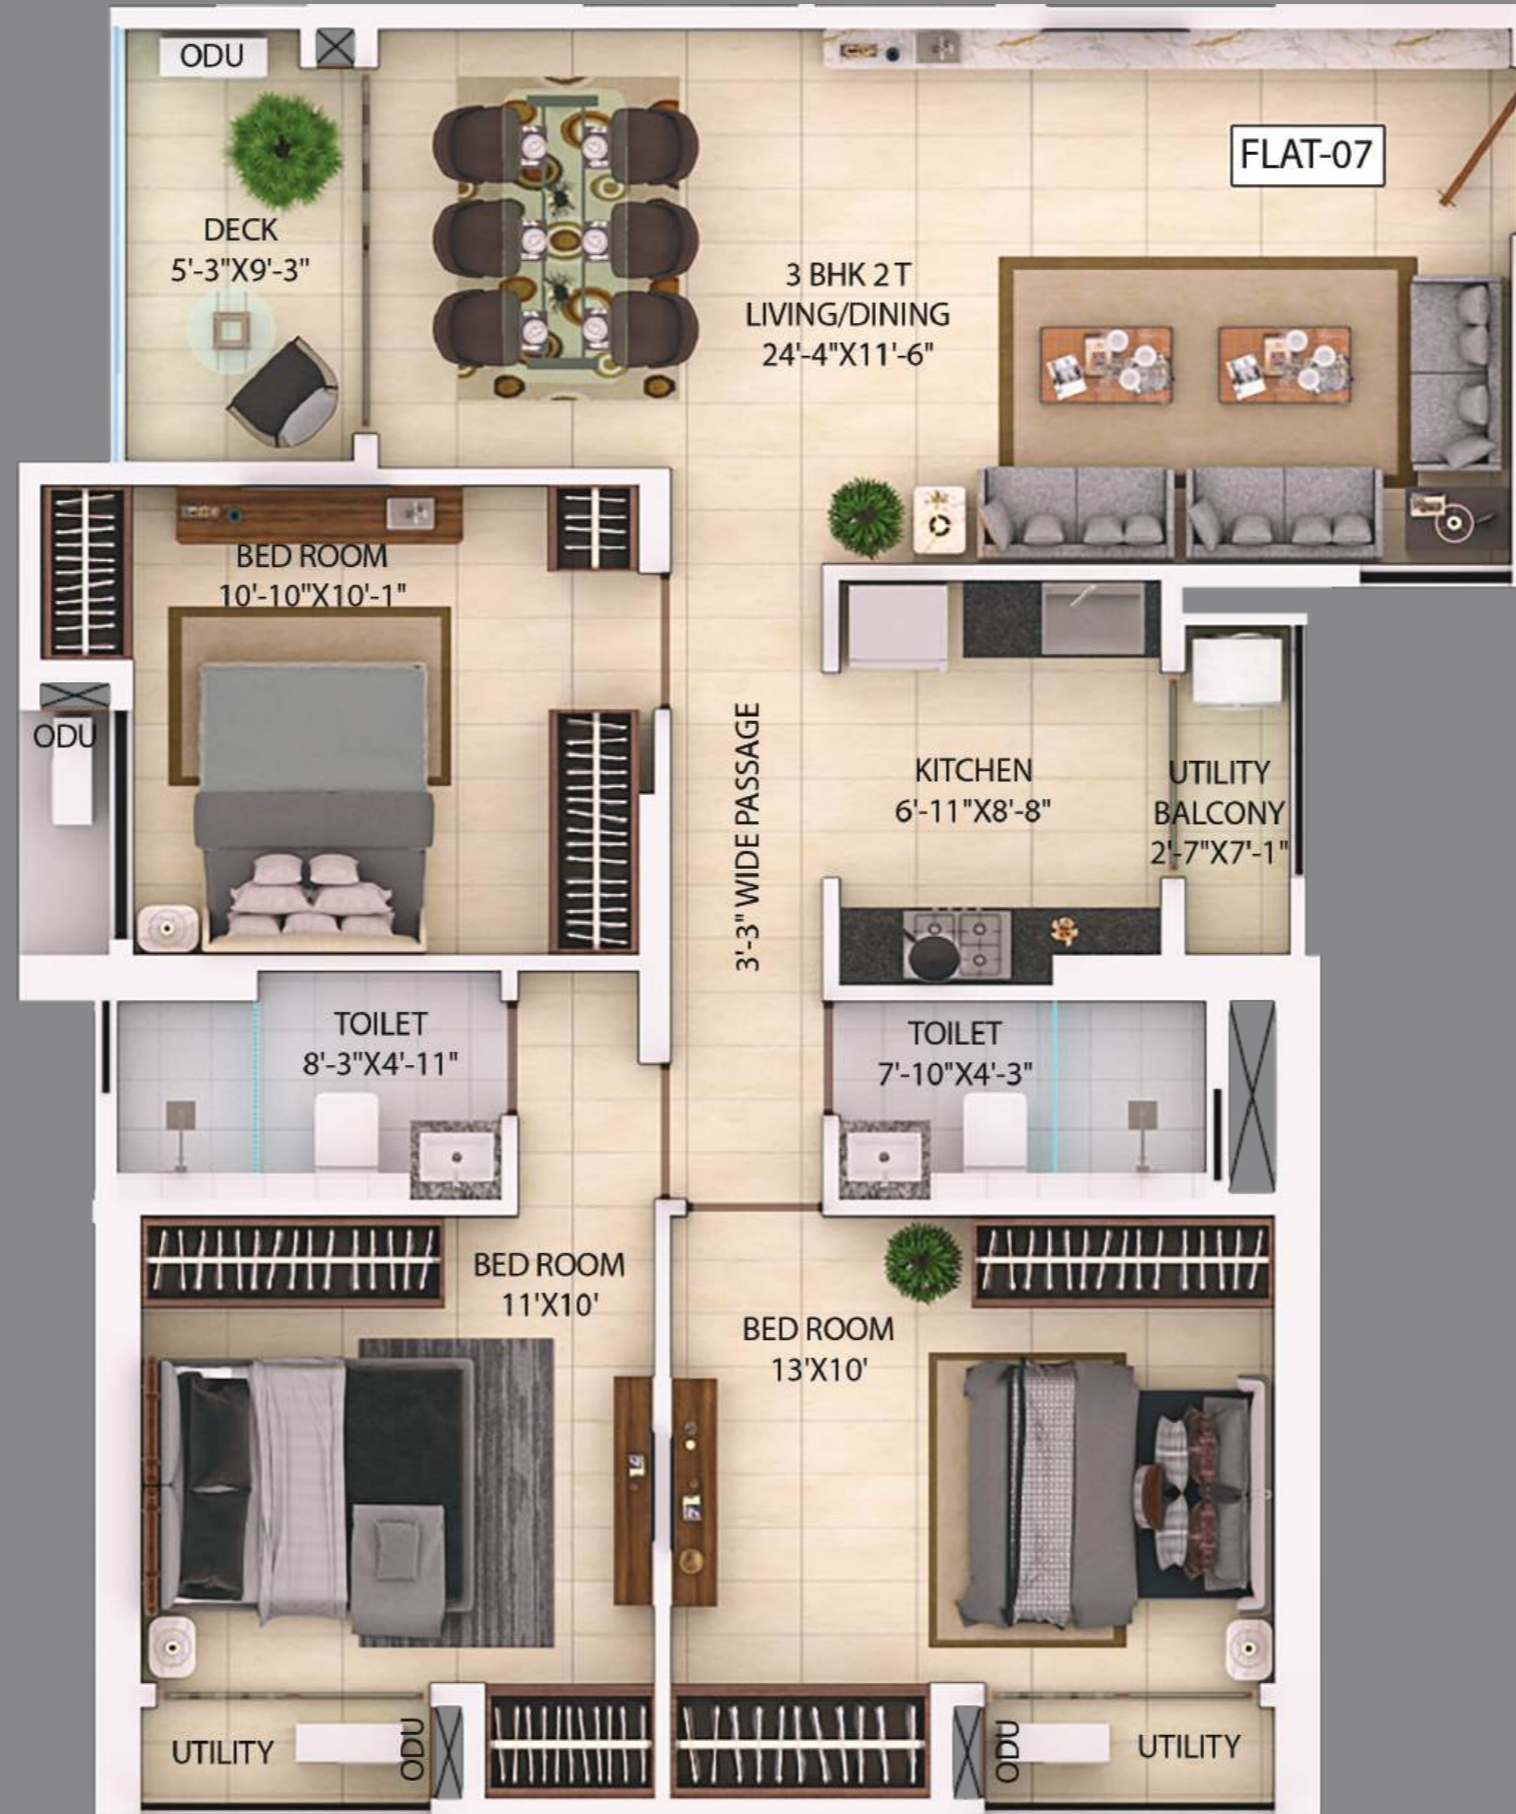 ODU
FLAT-07
DECK
5'-3"X9'-3"
3 BHK 2 T
LIVING/DINING
24'-4"X11'-6"
BED ROOM
10'-10"X10'-1"
ODU
3'-3" WIDE PASSAGE
KITCHEN
6'-11"X8'-8"
UTILITY
BALCONY
2'-7"X7'-1"
TOILET
8'-3"X4'-11"
TOILET
7'-10"X4'-3"
BED ROOM
11'X10'
BED ROOM
13'X10'
UTILITY
ODU
ODU
UTILITY